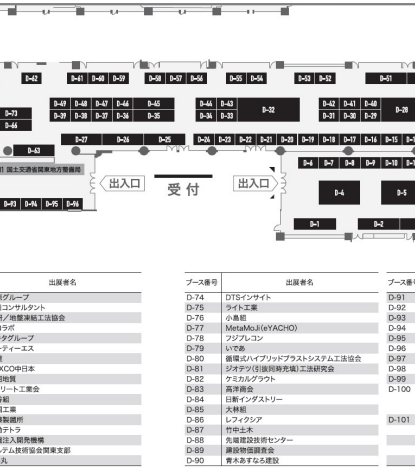 D-62 D-61 D-60 D-59 D-58 D-57 D-56 D-55 D-54 D-53 D-52 D-51
D-49 D-48 D-47 D-46 D-45 D-44 D-43 D-32 D-42 D-41 D-40 D-28
D-73 D-39 D-38 D-37 D-36 D-35 D-34 D-33 D-31 D-30 D-29
D-66
D-27 D-26 D-25 D-24 D-23 D-22 D-21 D-20 D-19 D-18 D-17 D-16 D-15
D-63 D-6 D-7 D-8 D-9 D-10
国土交通省関東地方整備局
出入口 受付 出入口
D-4 D-5
D-93 D-94 D-95 D-96
D-1 D-2
出展者名 ブース番号 出展者名 ブース番号
グループ D-74 DTSインサイト D-91
コンサルタント D-75 ライト工業 D-92
／地盤凍結工法協会 D-76 小島組 D-93
ラボ D-77 MetaMoJi(eYACHO) D-94
タグループ D-78 フジプレコン D-95
ティーエス D-79 いであ D-96
D-80 循環式ハイブリッドブラストシステム工法協会 D-97
XCO中日本 D-81 ジオテツ(引抜同時充填)工法研究会 D-98
地質 D-82 ケミカルグラウト D-99
リート工業会 D-83 高洋商会 D-100
組 D-84 日新インダストリー
工業 D-85 大林組
製鎖所 D-86 レフィクシア D-101
テトラ D-87 竹中土木
注入開発機構 D-88 先端建設技術センター
テム技術協会関東支部 D-89 建設物価調査会
丸 D-90 青木あすなろ建設